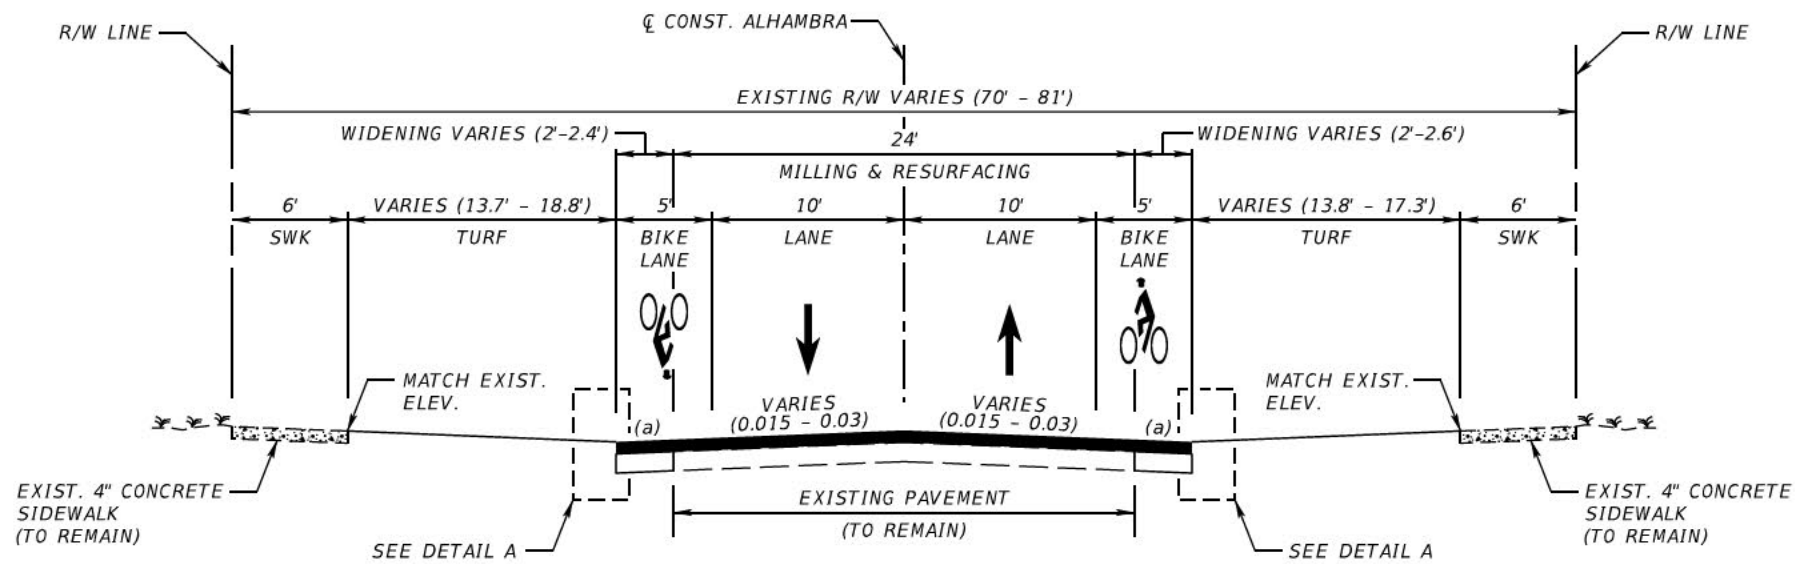 ℄ CONST. ALHAMBRA
R/W LINE
R/W LINE
EXISTING R/W VARIES (70' - 81')
WIDENING VARIES (2'-2.4')
24'
WIDENING VARIES (2'-2.6')
MILLING & RESURFACING
6'
VARIES (13.7' - 18.8')
5'
10'
10'
5'
VARIES (13.8' - 17.3')
6'
SWK
TURF
BIKE
LANE
LANE
LANE
BIKE
LANE
TURF
SWK
MATCH EXIST.
ELEV.
MATCH EXIST.
ELEV.
(a)
VARIES
(0.015 - 0.03)
VARIES
(0.015 - 0.03)
(a)
EXIST. 4" CONCRETE
SIDEWALK
(TO REMAIN)
EXISTING PAVEMENT
(TO REMAIN)
EXIST. 4" CONCRETE
SIDEWALK
(TO REMAIN)
SEE DETAIL A
SEE DETAIL A